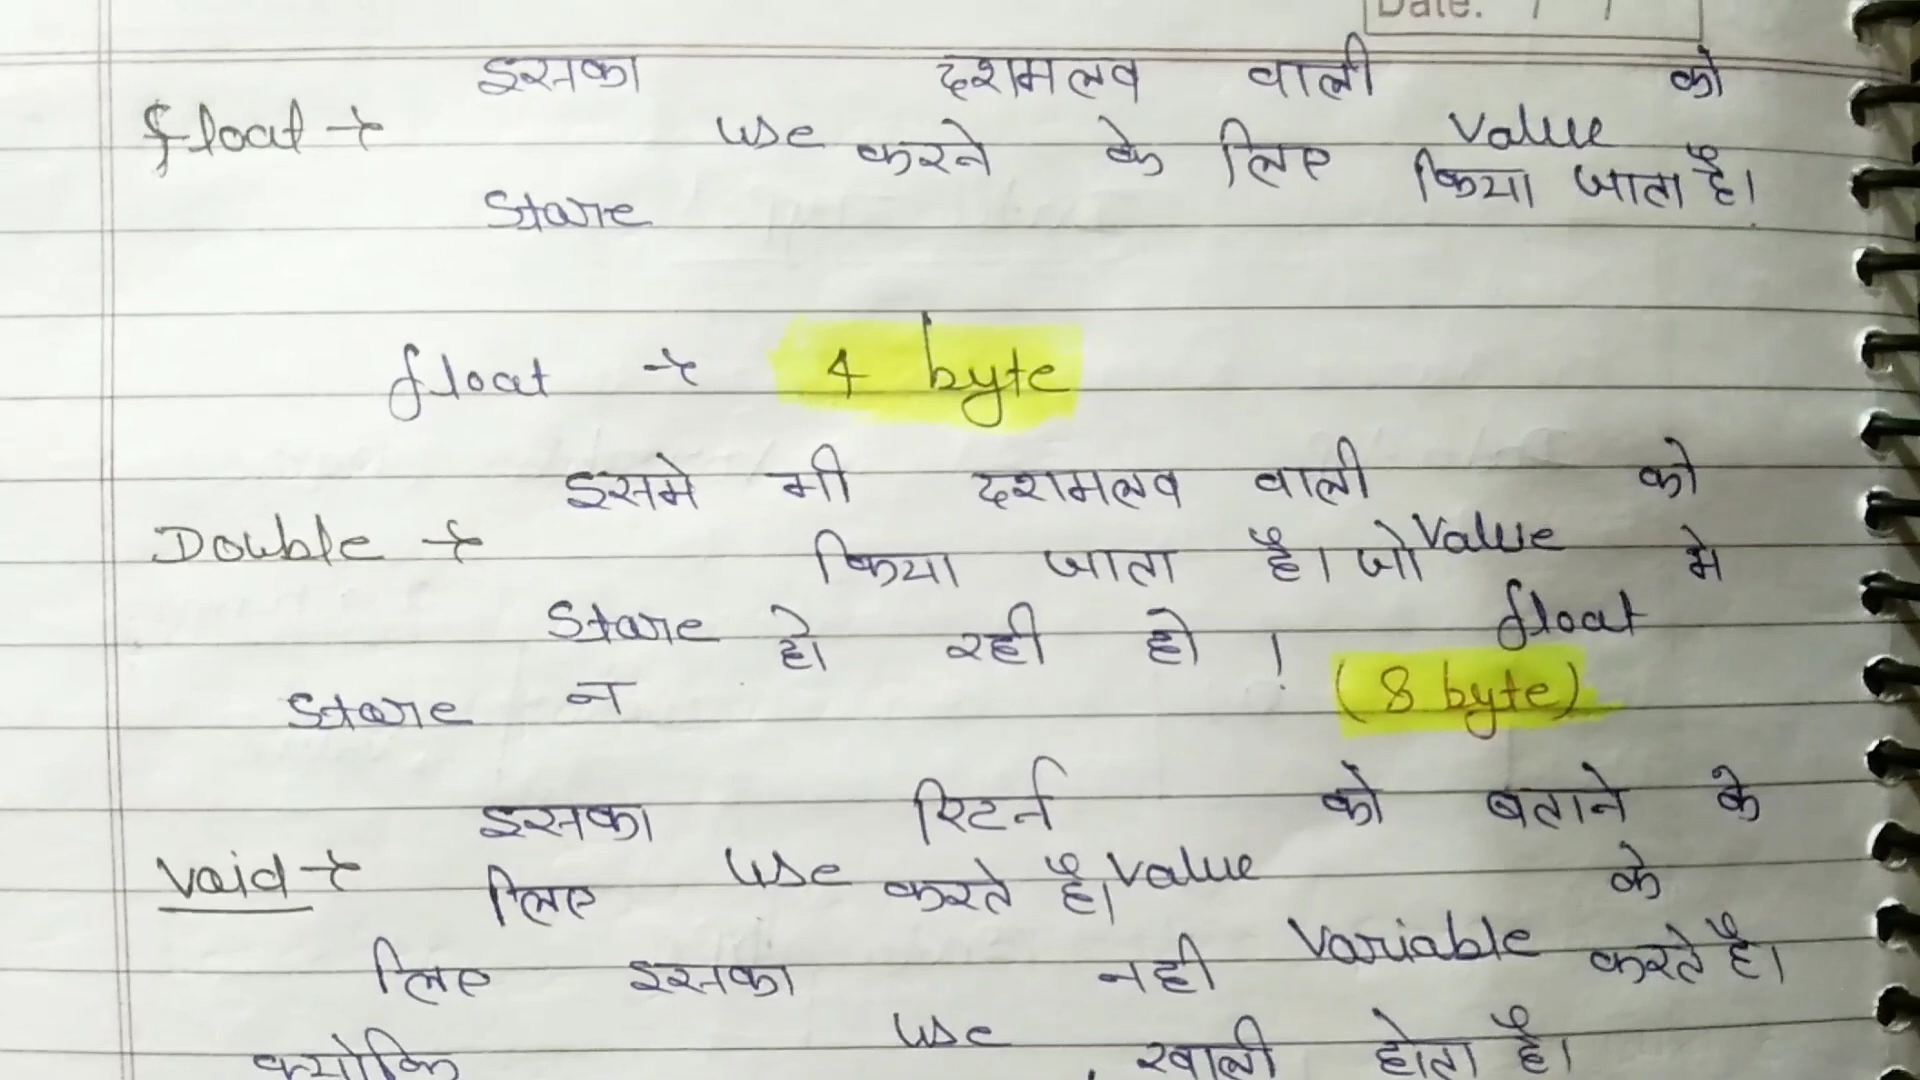 Date. / /
float → इसका use दशमलव वाली value को
store करने के लिए किया जाता है।
float → 4 byte
Double → इसमे भी दशमलव वाली value को
store किया जाता है। जो float मे
store न हो रही हो । (8 byte)
void → इसका use रिटर्न value को बताने के
लिए करते है। variable के
लिए इसका use नही करते है।
क्योकि खाली होता है।